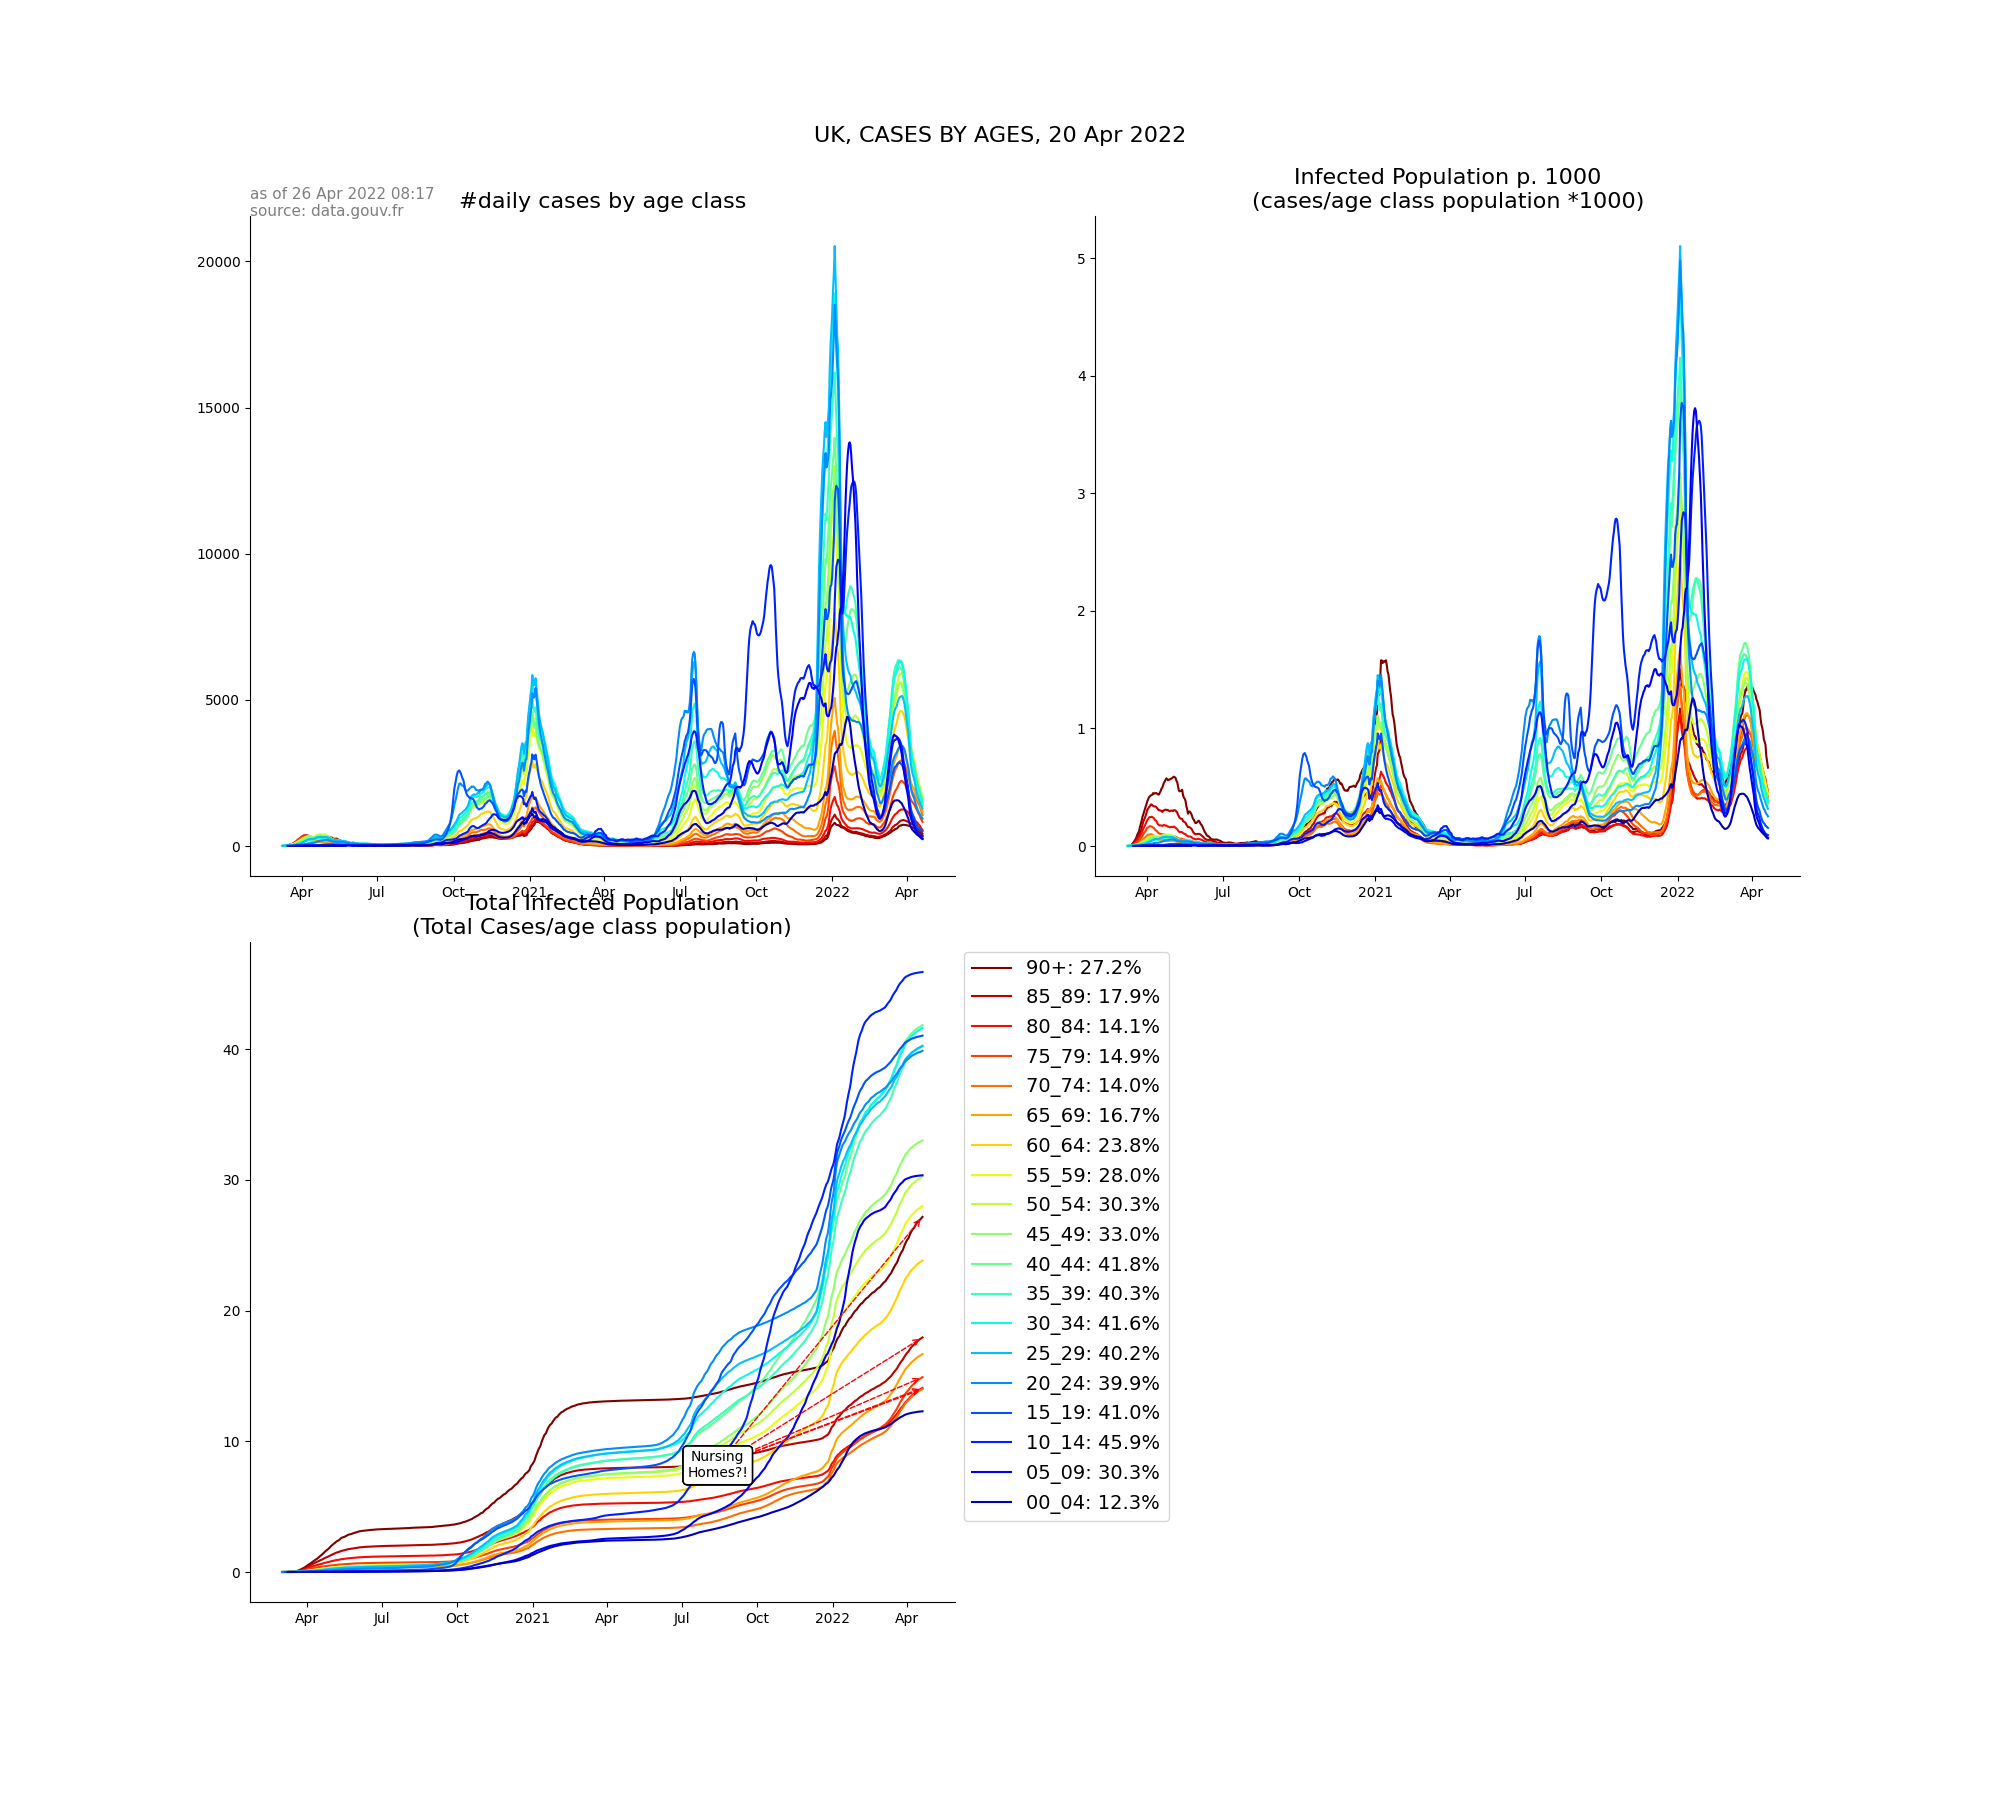 UK, CASES BY AGES, 20 Apr 2022
as of 26 Apr 2022 08:17
source: data.gouv.fr
#daily cases by age class
20000
15000
10000
5000
0
Apr Jul Oct 2021 Apr Jul Oct 2022 Apr
Infected Population p. 1000
(cases/age class population *1000)
5
4
3
2
1
0
Apr Jul Oct 2021 Apr Jul Oct 2022 Apr
Total Infected Population
(Total Cases/age class population)
40
30
20
10
0
Nursing
Homes?!
Apr Jul Oct 2021 Apr Jul Oct 2022 Apr
90+: 27.2%
85_89: 17.9%
80_84: 14.1%
75_79: 14.9%
70_74: 14.0%
65_69: 16.7%
60_64: 23.8%
55_59: 28.0%
50_54: 30.3%
45_49: 33.0%
40_44: 41.8%
35_39: 40.3%
30_34: 41.6%
25_29: 40.2%
20_24: 39.9%
15_19: 41.0%
10_14: 45.9%
05_09: 30.3%
00_04: 12.3%